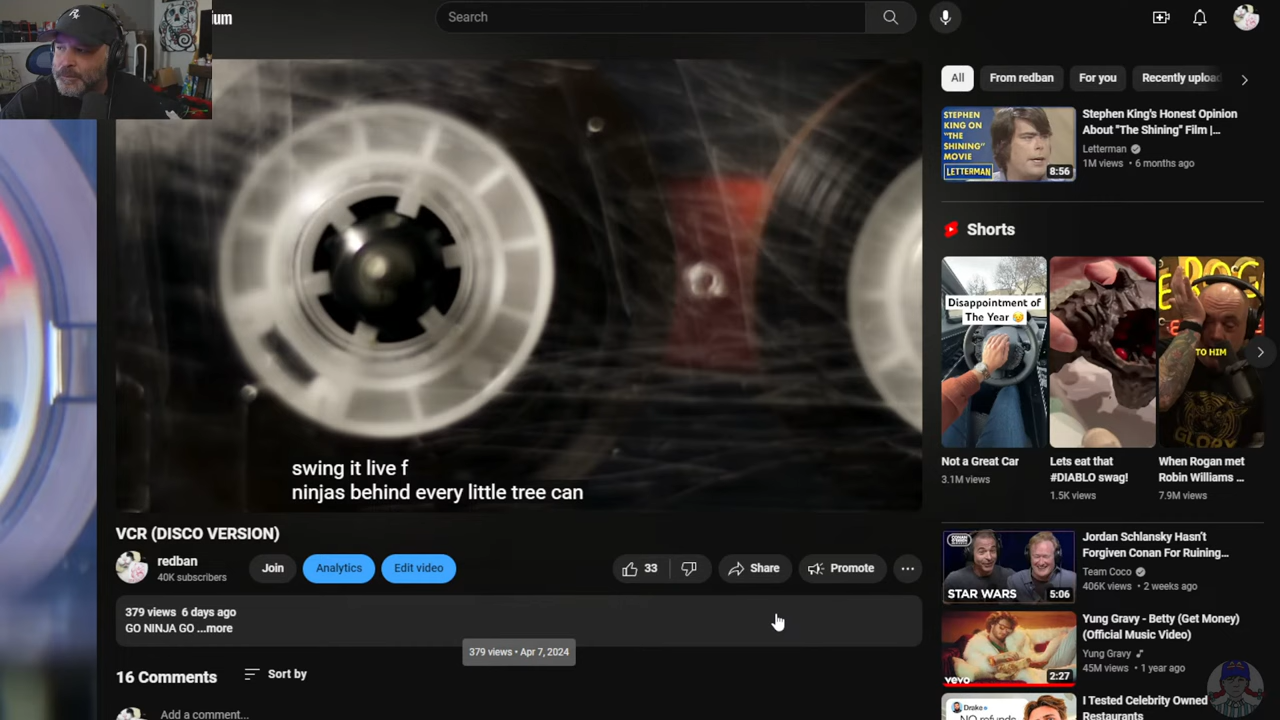 ium
Search
All
From redban
For you
Recently uploa
STEPHEN
KING ON
"THE
SHINING"
MOVIE
LETTERMAN
8:56
Stephen King's Honest Opinion
About "The Shining" Film |...
Letterman
1M views • 6 months ago
Shorts
Disappointment of
The Year
TO HIM
GLORY
Not a Great Car
3.1M views
Lets eat that
#DIABLO swag!
1.5K views
When Rogan met
Robin Williams ...
7.9M views
swing it live f
ninjas behind every little tree can
VCR (DISCO VERSION)
redban
40K subscribers
Join
Analytics
Edit video
33
Share
Promote
379 views 6 days ago
GO NINJA GO ...more
379 views • Apr 7, 2024
16 Comments
Sort by
Add a comment...
STAR WARS
5:06
Jordan Schlansky Hasn't
Forgiven Conan For Ruining...
Team Coco
406K views • 2 weeks ago
vevo
2:27
Yung Gravy - Betty (Get Money)
(Official Music Video)
Yung Gravy
45M views • 1 year ago
Drake
NO refunds
I Tested Celebrity Owned
Restaurants